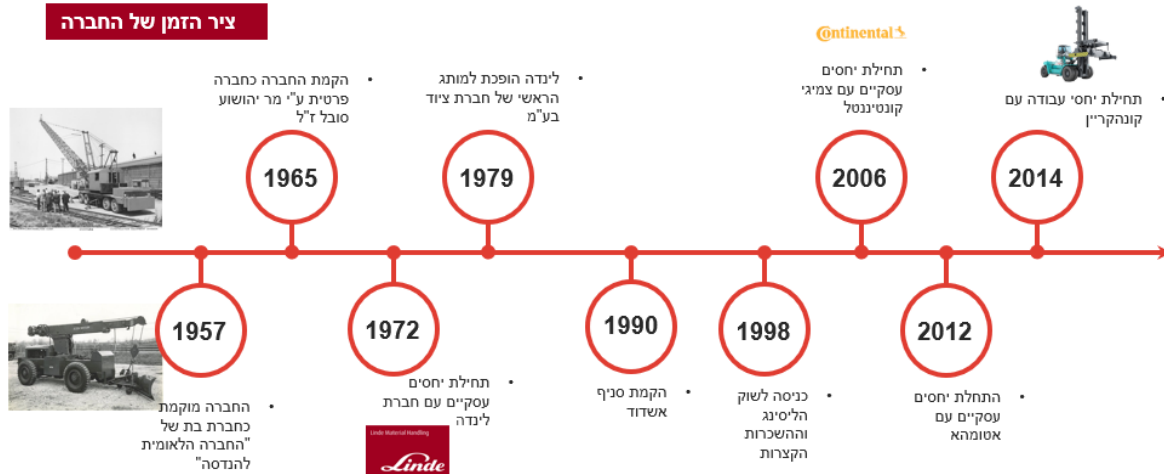 ציר הזמן של החברה
Continental
הקמת החברה כחברה
פרטית ע"י מר יהושוע
סובל ז"ל
לינדה הופכת למותג
הראשי של חברת ציוד
בע"מ
תחילת יחסים
עסקיים עם צמיגי
קונטיננטל
תחילת יחסי עבודה עם
קונהקריין
1965
1979
2006
2014
1957
1972
1990
1998
2012
החברה מוקמת
כחברת בת של
"החברה הלאומית
להנדסה"
תחילת יחסים
עסקיים עם חברת
לינדה
Linde Material Handling
Linde
הקמת סניף
אשדוד
כניסה לשוק
הליסינג
וההשכרות
הקצרות
התחלת יחסים
עסקיים עם
אטומהא